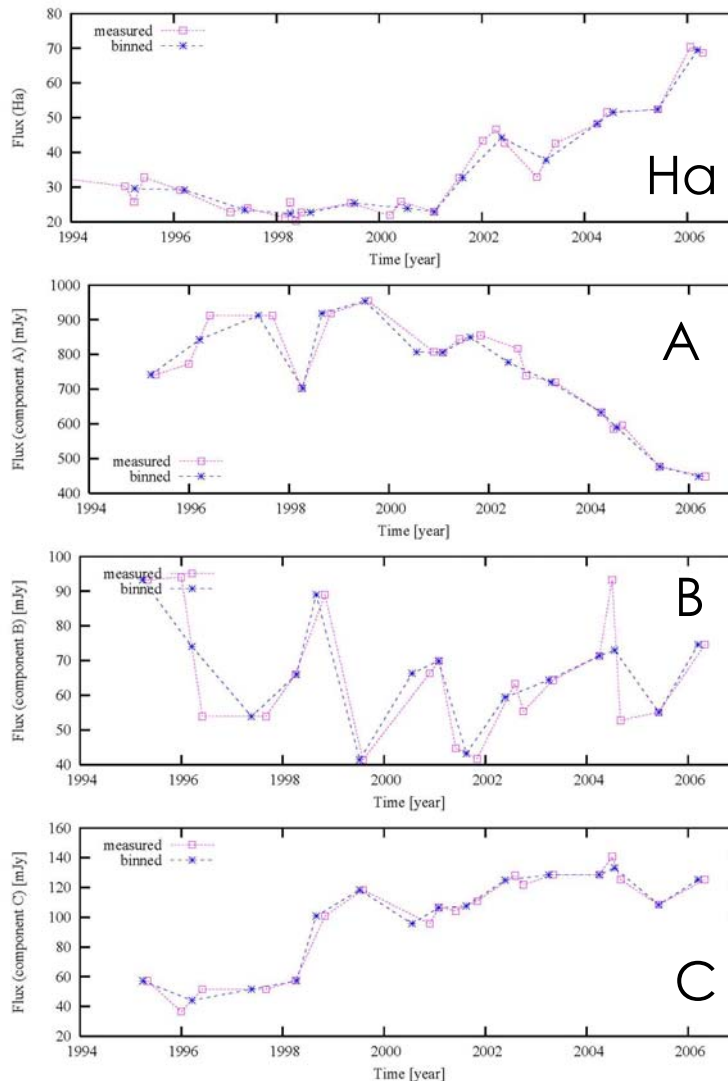 measured
binned
Flux (Ha)
80
70
60
50
40
30
20
1994 1996 1998 2000 2002 2004 2006
Time [year]
Ha
Flux (component A) [mJy]
1000
900
800
700
600
500
400
measured
binned
1994 1996 1998 2000 2002 2004 2006
Time [year]
A
Flux (component B) [mJy]
100
90
80
70
60
50
40
measured
binned
1994 1996 1998 2000 2002 2004 2006
Time [year]
B
Flux (component C) [mJy]
160
140
120
100
80
60
40
20
measured
binned
1994 1996 1998 2000 2002 2004 2006
Time [year]
C